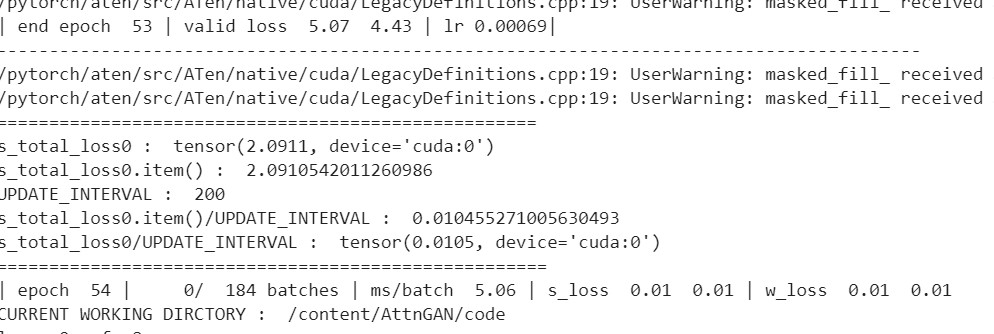 /pytorch/aten/src/ATen/native/cuda/LegacyDefinitions.cpp:19: UserWarning: masked_fill_ received
| end epoch  53 | valid loss  5.07  4.43 | lr 0.00069|
-----------------------------------------------------------------------------------------
/pytorch/aten/src/ATen/native/cuda/LegacyDefinitions.cpp:19: UserWarning: masked_fill_ received
/pytorch/aten/src/ATen/native/cuda/LegacyDefinitions.cpp:19: UserWarning: masked_fill_ received
====================================================
s_total_loss0 :  tensor(2.0911, device='cuda:0')
s_total_loss0.item() :  2.0910542011260986
UPDATE_INTERVAL :  200
s_total_loss0.item()/UPDATE_INTERVAL :  0.010455271005630493
s_total_loss0/UPDATE_INTERVAL :  tensor(0.0105, device='cuda:0')
=====================================================
| epoch  54 |     0/  184 batches | ms/batch  5.06 | s_loss  0.01  0.01 | w_loss  0.01  0.01
CURRENT WORKING DIRCTORY :  /content/AttnGAN/code